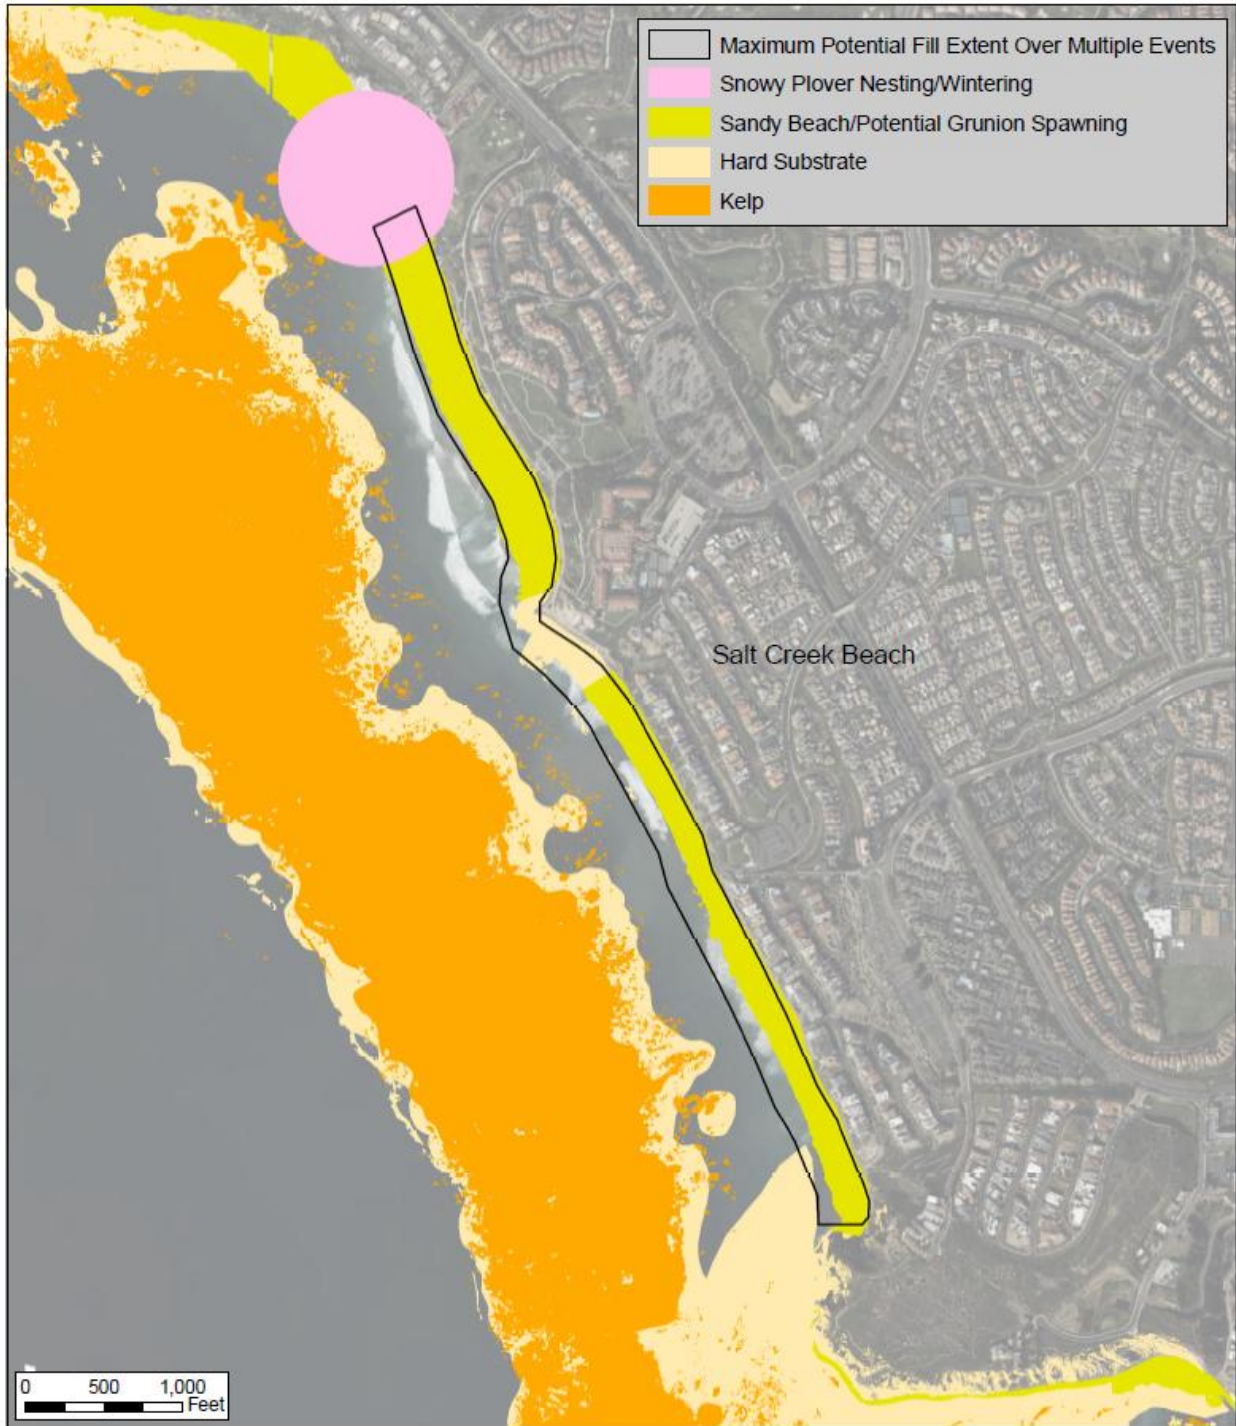 Maximum Potential Fill Extent Over Multiple Events
Snowy Plover Nesting/Wintering
Sandy Beach/Potential Grunion Spawning
Hard Substrate
Kelp
Salt Creek Beach
0 500 1,000
Feet